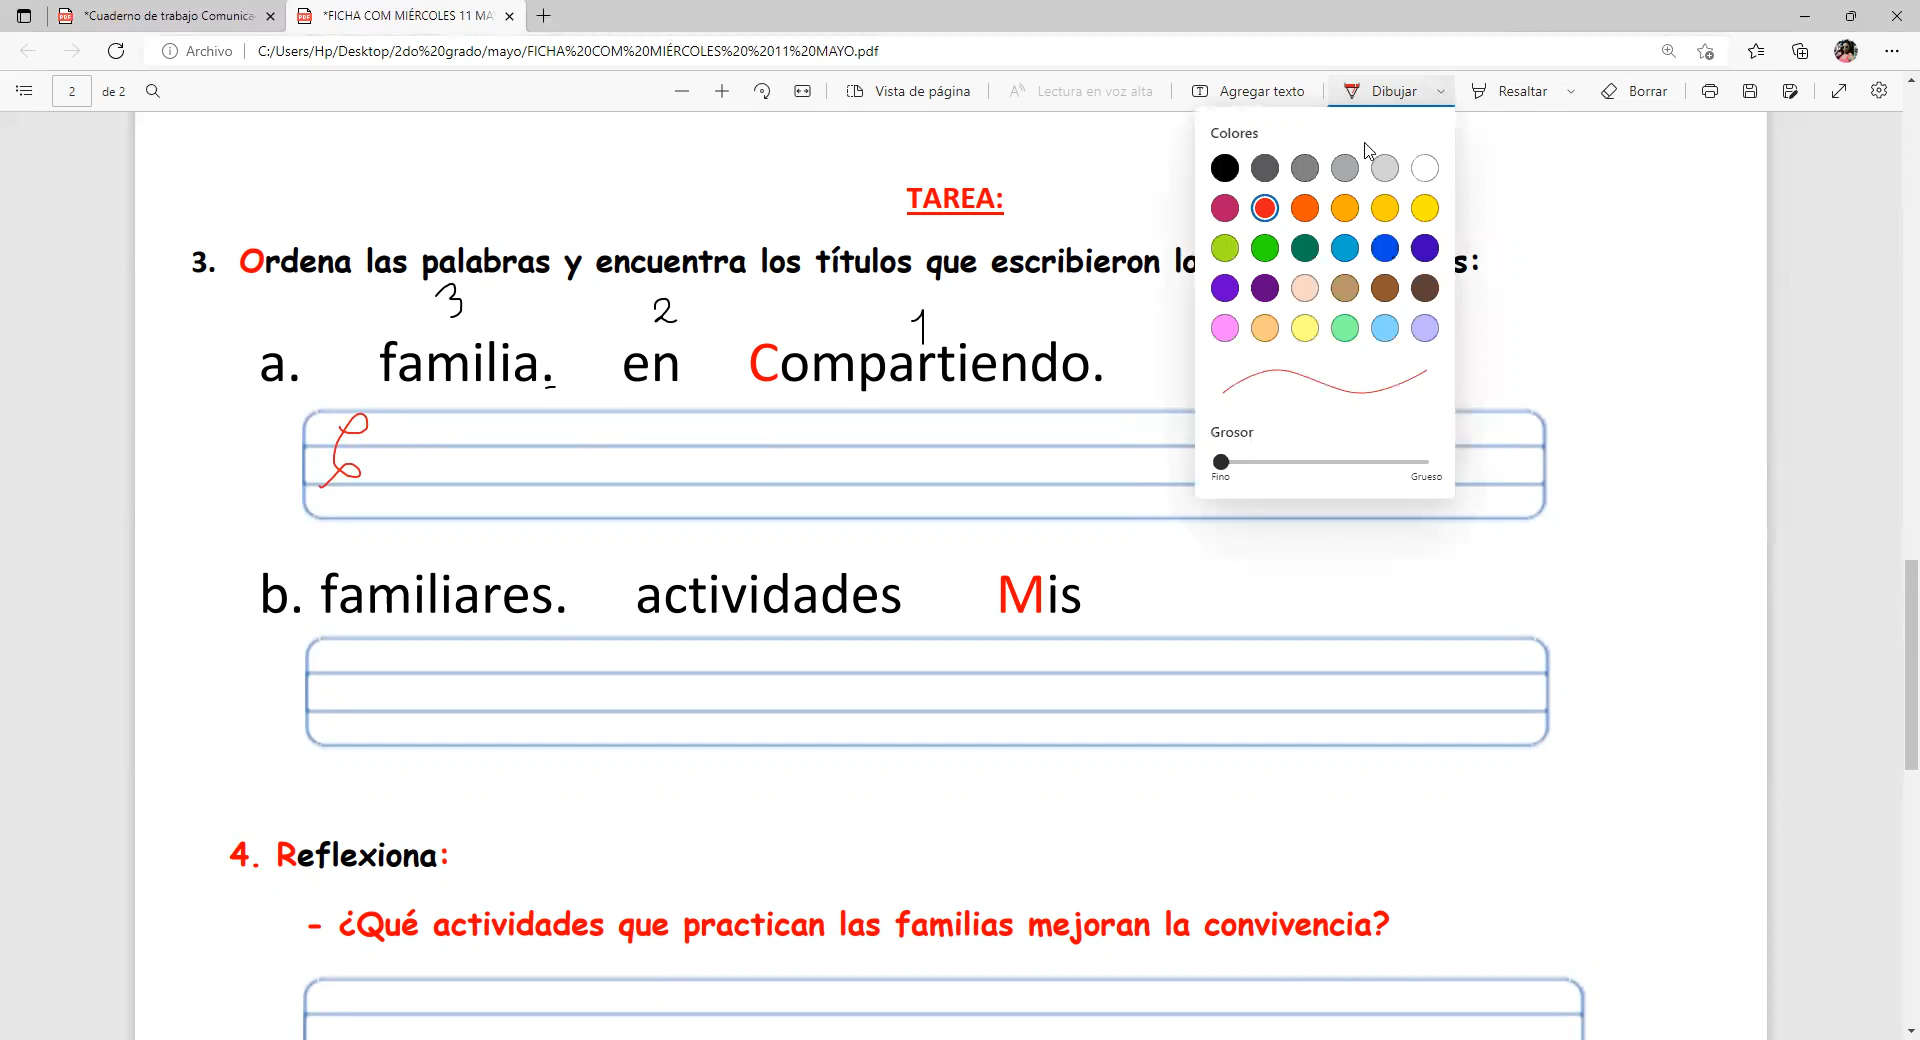 *Cuaderno de trabajo Comunica
*FICHA COM MIÉRCOLES 11 MA
Archivo C:/Users/Hp/Desktop/2do%20grado/mayo/FICHA%20COM%20MIÉRCOLES%20%2011%20MAYO.pdf
2 de 2 Vista de página Lectura en voz alta Agregar texto Dibujar Resaltar Borrar
Colores
Grosor
Fino Grueso
TAREA:
3. Ordena las palabras y encuentra los títulos que escribieron lo s:
3 2 1
a. familia. en Compartiendo.
C
b. familiares. actividades Mis
4. Reflexiona:
- ¿Qué actividades que practican las familias mejoran la convivencia?